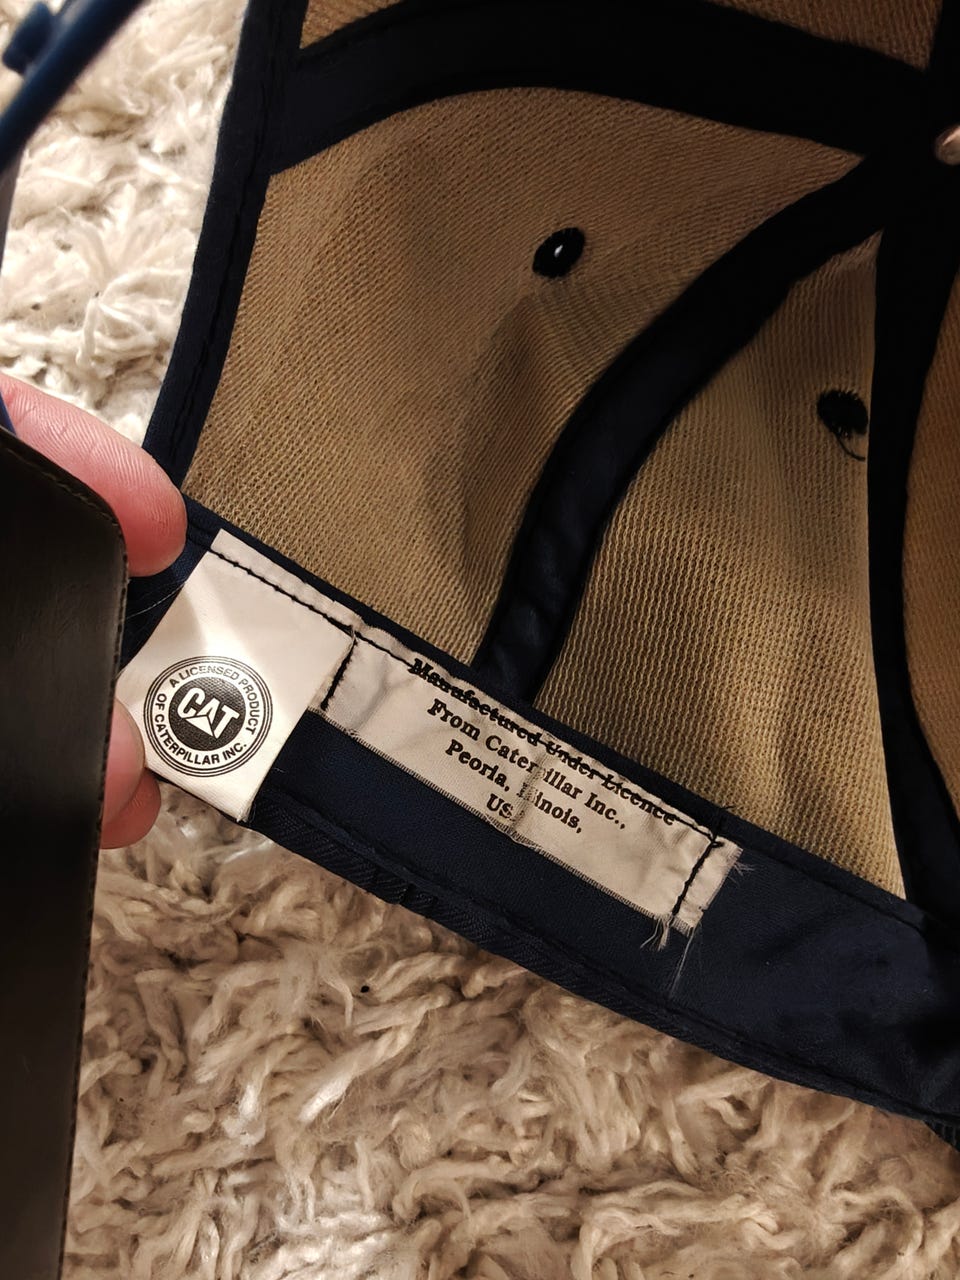 A LICENSED PRODUCT
CAT
OF CATERPILLAR INC.
Manufactured Under Licence
From Caterpillar Inc.,
Peoria, Illinois,
USA